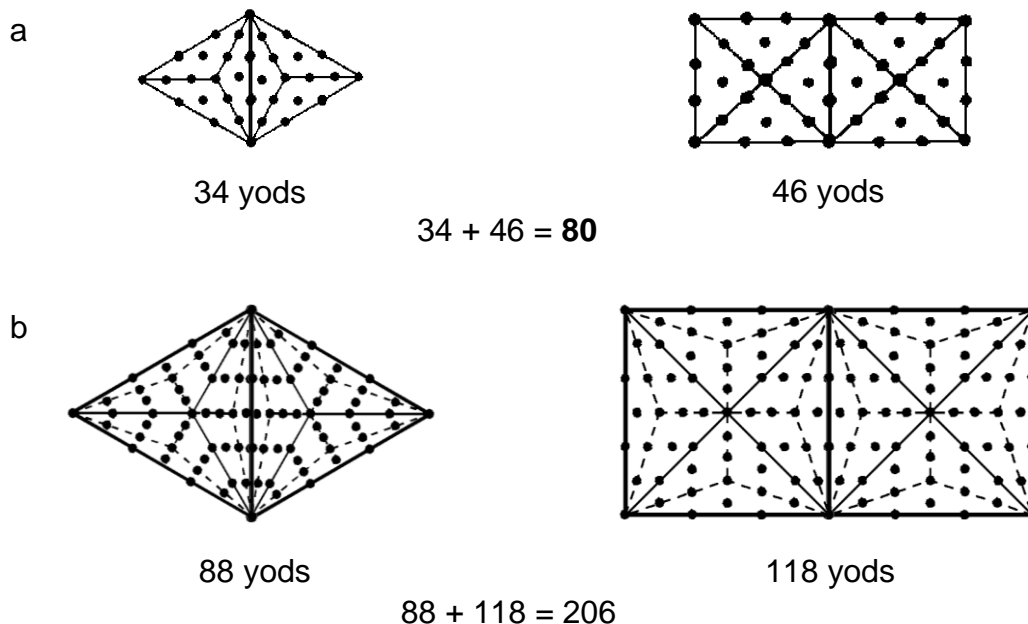 a
34 yods
46 yods
34 + 46 = 80
b
88 yods
118 yods
88 + 118 = 206